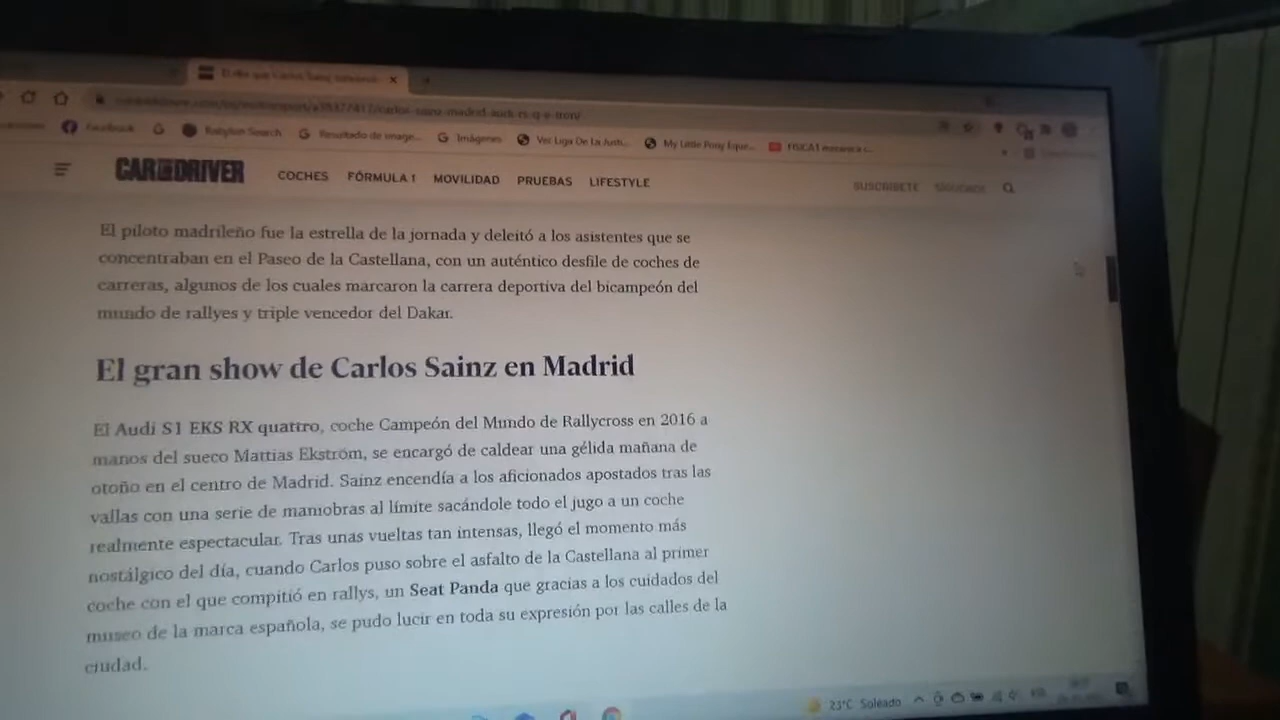 carlos-sainz-madrid-audi-rs-q-e-tron/
Facebook
Babylon Search
Resultado de image...
Imágenes
Ver Liga De La Justi...
My Little Pony Eque...
CAR AND DRIVER
COCHES
FÓRMULA 1
MOVILIDAD
PRUEBAS
LIFESTYLE
SUSCRÍBETE
SÍGUENOS
El piloto madrileño fue la estrella de la jornada y deleitó a los asistentes que se
concentraban en el Paseo de la Castellana, con un auténtico desfile de coches de
carreras, algunos de los cuales marcaron la carrera deportiva del bicampeón del
mundo de rallyes y triple vencedor del Dakar.
El gran show de Carlos Sainz en Madrid
El Audi S1 EKS RX quattro, coche Campeón del Mundo de Rallycross en 2016 a
manos del sueco Mattias Ekström, se encargó de caldear una gélida mañana de
otoño en el centro de Madrid. Sainz encendía a los aficionados apostados tras las
vallas con una serie de maniobras al límite sacándole todo el jugo a un coche
realmente espectacular. Tras unas vueltas tan intensas, llegó el momento más
nostálgico del día, cuando Carlos puso sobre el asfalto de la Castellana al primer
coche con el que compitió en rallys, un Seat Panda que gracias a los cuidados del
museo de la marca española, se pudo lucir en toda su expresión por las calles de la
ciudad.
23°C Soleado